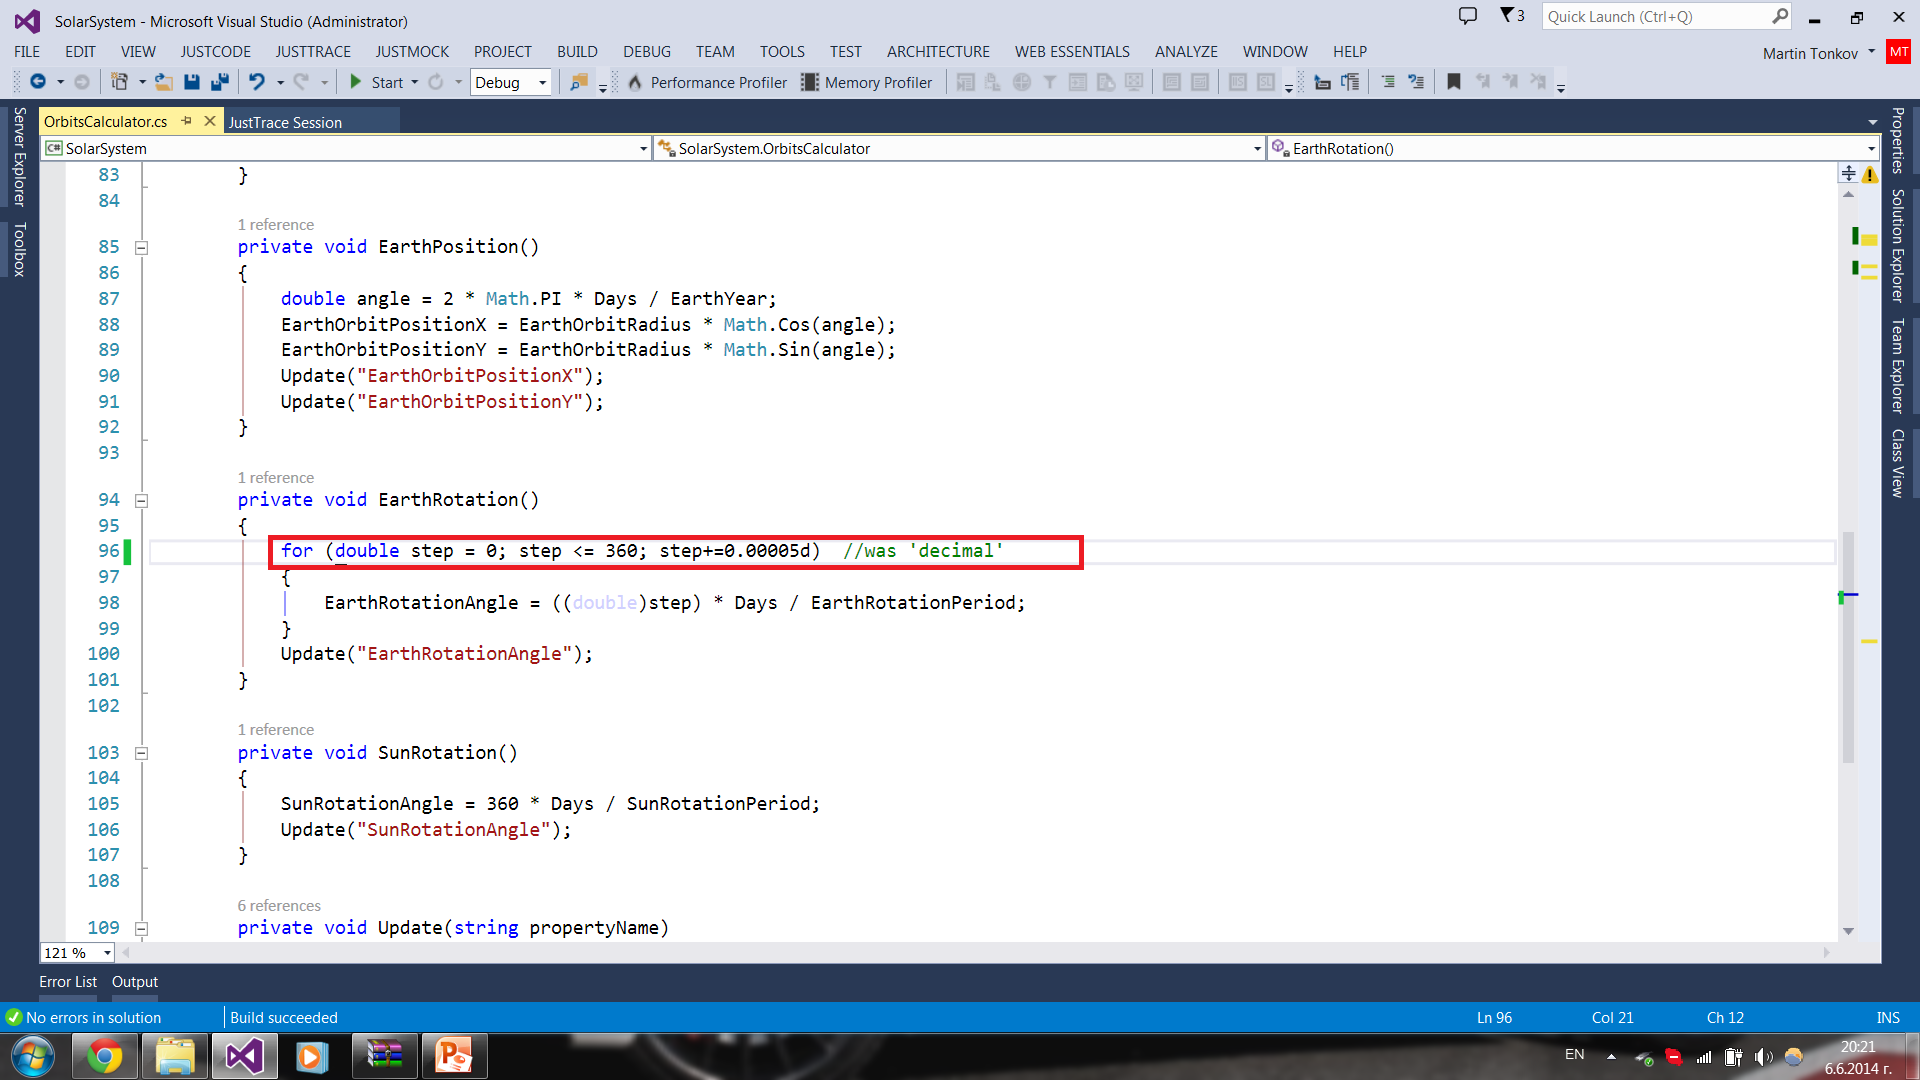 SolarSystem - Microsoft Visual Studio (Administrator)
3
Quick Launch (Ctrl+Q)
FILE EDIT VIEW JUSTCODE JUSTTRACE JUSTMOCK PROJECT BUILD DEBUG TEAM TOOLS TEST ARCHITECTURE WEB ESSENTIALS ANALYZE WINDOW HELP
Martin Tonkov MT
Start Debug Performance Profiler Memory Profiler
Server Explorer
Toolbox
OrbitsCalculator.cs JustTrace Session
C# SolarSystem SolarSystem.OrbitsCalculator EarthRotation()
83 }
84
1 reference
85 private void EarthPosition()
86 {
87 double angle = 2 * Math.PI * Days / EarthYear;
88 EarthOrbitPositionX = EarthOrbitRadius * Math.Cos(angle);
89 EarthOrbitPositionY = EarthOrbitRadius * Math.Sin(angle);
90 Update("EarthOrbitPositionX");
91 Update("EarthOrbitPositionY");
92 }
93
1 reference
94 private void EarthRotation()
95 {
96 for (double step = 0; step <= 360; step+=0.00005d) //was 'decimal'
97 {
98 EarthRotationAngle = ((double)step) * Days / EarthRotationPeriod;
99 }
100 Update("EarthRotationAngle");
101 }
102
1 reference
103 private void SunRotation()
104 {
105 SunRotationAngle = 360 * Days / SunRotationPeriod;
106 Update("SunRotationAngle");
107 }
108
6 references
109 private void Update(string propertyName)
121 %
Properties
Solution Explorer
Team Explorer
Class View
Error List Output
No errors in solution Build succeeded Ln 96 Col 21 Ch 12 INS
EN
20:21
6.6.2014 г.